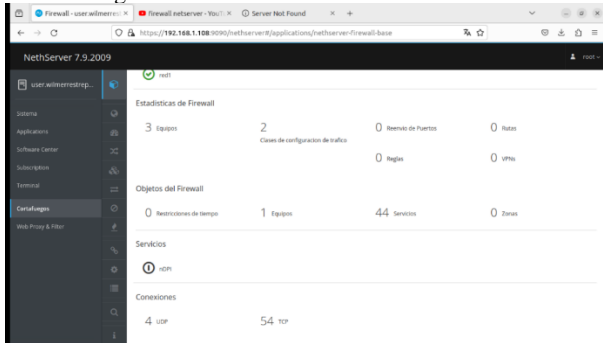 Firewall - user.wilmerrest ×
firewall netserver - YouT ×
Server Not Found ×
https://192.168.1.108:9090/nethserver#/applications/nethserver-firewall-base
NethServer 7.9.2009
root
user.wilmerrestrep...
red1
Sistema
Applications
Software Center
Subscription
Terminal
Cortafuegos
Web Proxy & Filter
Estadísticas de Firewall
3 Equipos
2 Clases de configuracion de trafico
0 Reenvio de Puertos
0 Rutas
0 Reglas
0 VPNs
Objetos del Firewall
0 Restricciones de tiempo
1 Equipos
44 Servicios
0 Zonas
Servicios
nDPI
Conexiones
4 UDP
54 TCP